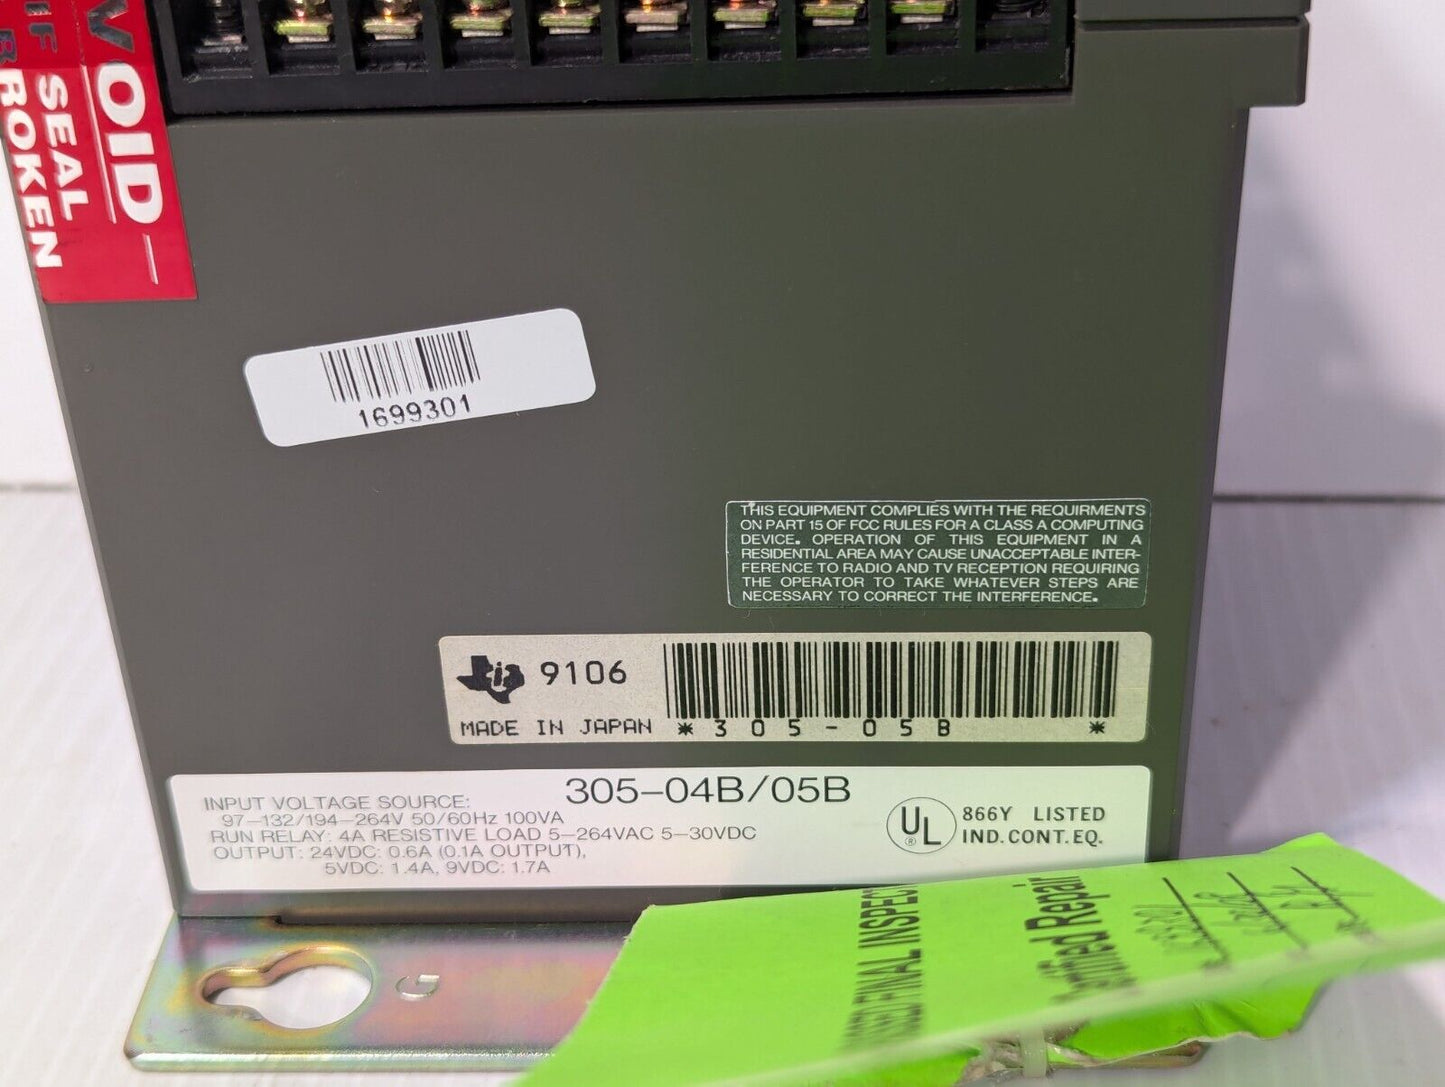 VOID
IF
SEAL
BROKEN
1699301
THIS EQUIPMENT COMPLIES WITH THE REQUIRMENTS
ON PART 15 OF FCC RULES FOR A CLASS A COMPUTING
DEVICE. OPERATION OF THIS EQUIPMENT IN A
RESIDENTIAL AREA MAY CAUSE UNACCEPTABLE INTER-
FERENCE TO RADIO AND TV RECEPTION REQUIRING
THE OPERATOR TO TAKE WHATEVER STEPS ARE
NECESSARY TO CORRECT THE INTERFERENCE.
9106
MADE IN JAPAN *305-05B *
305-04B/05B
INPUT VOLTAGE SOURCE:
97-132/194-264V 50/60Hz 100VA
RUN RELAY: 4A RESISTIVE LOAD 5-264VAC 5-30VDC
OUTPUT: 24VDC: 0.6A (0.1A OUTPUT),
5VDC: 1.4A, 9VDC: 1.7A
UL ®
866Y LISTED
IND. CONT. EQ.
G
FINAL INSPEC
Certified Repair